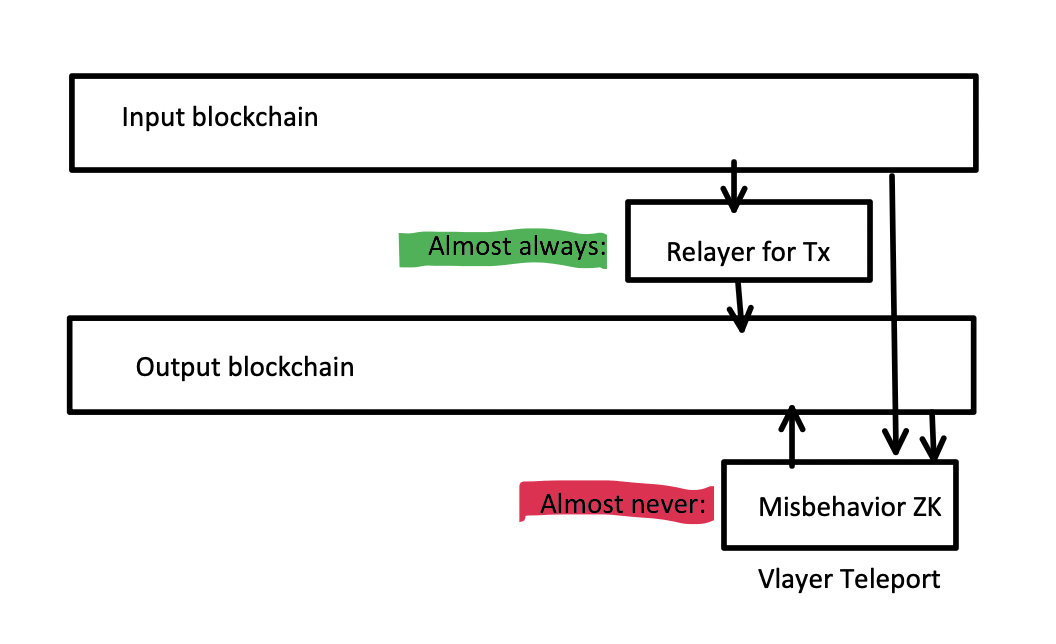 Input blockchain
Almost always:
Relayer for Tx
Output blockchain
Almost never:
Misbehavior ZK
Vlayer Teleport